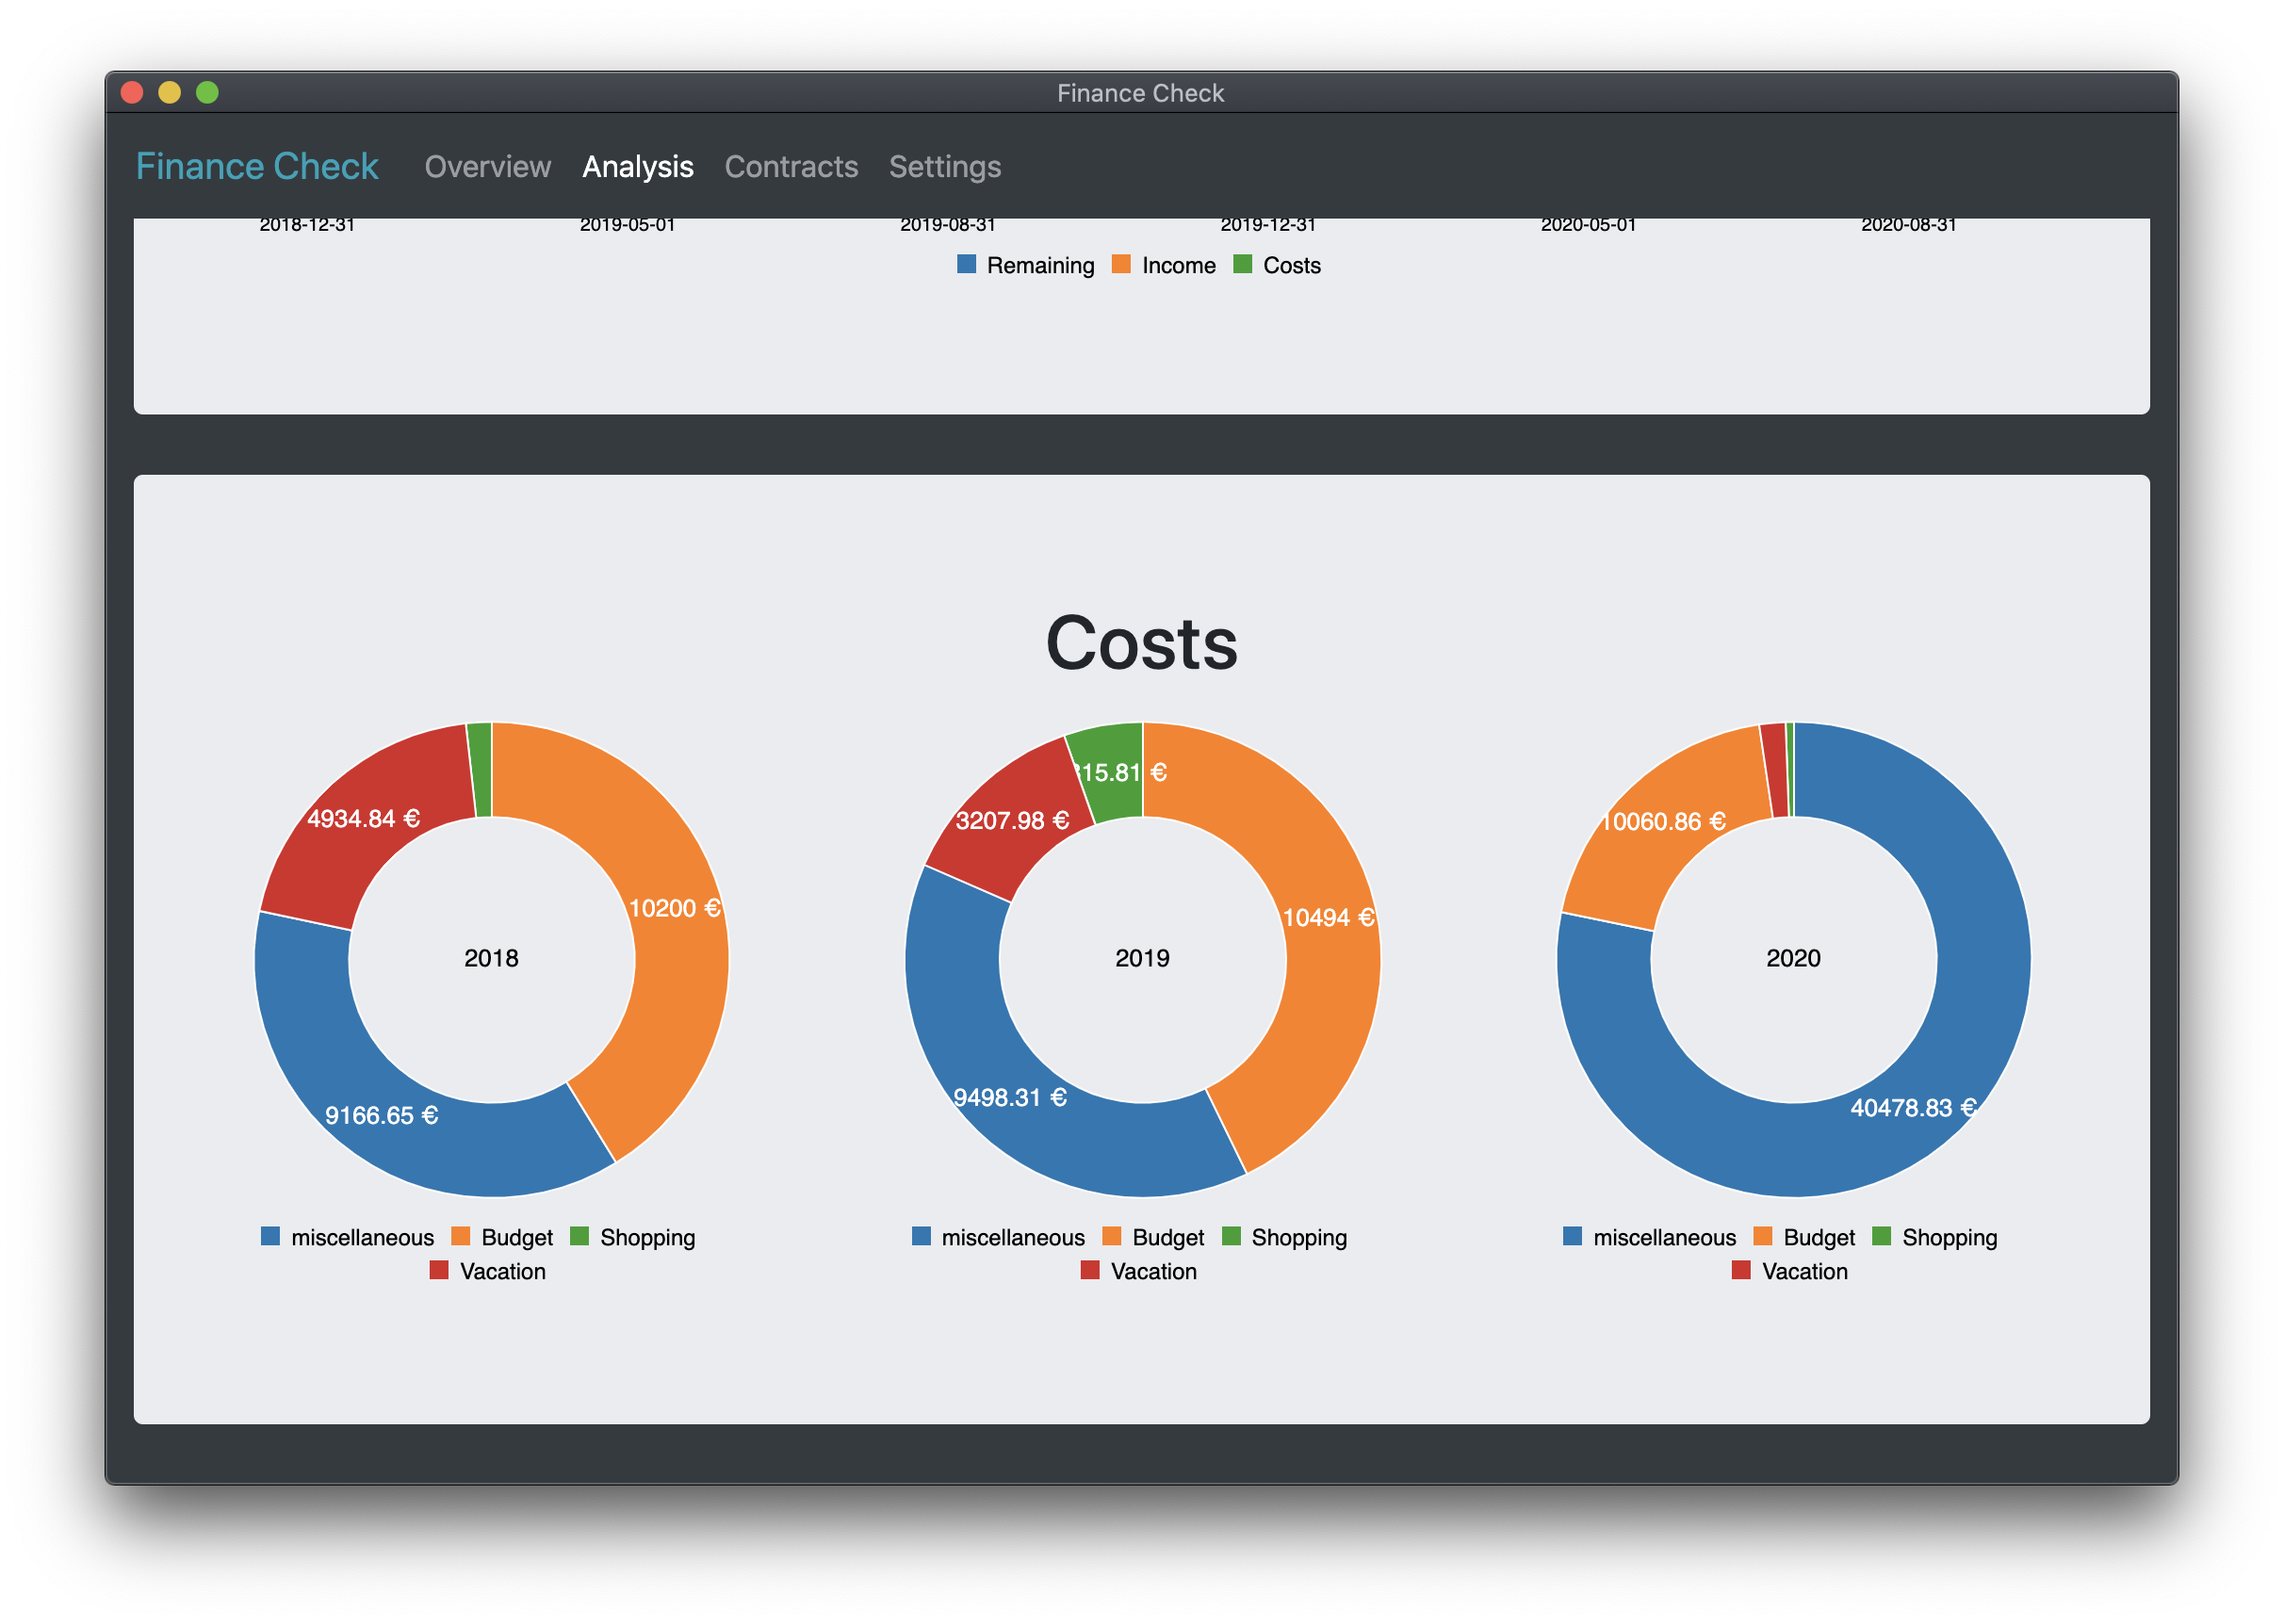 Finance Check
Finance Check Overview Analysis Contracts Settings
2018-12-31 2019-05-01 2019-08-31 2019-12-31 2020-05-01 2020-08-31
Remaining Income Costs
Costs
4934.84 €
10200 €
9166.65 €
2018
3207.98 €
10494 €
9498.31 €
2019
10060.86 €
40478.83 €
2020
miscellaneous Budget Shopping
Vacation
miscellaneous Budget Shopping
Vacation
miscellaneous Budget Shopping
Vacation